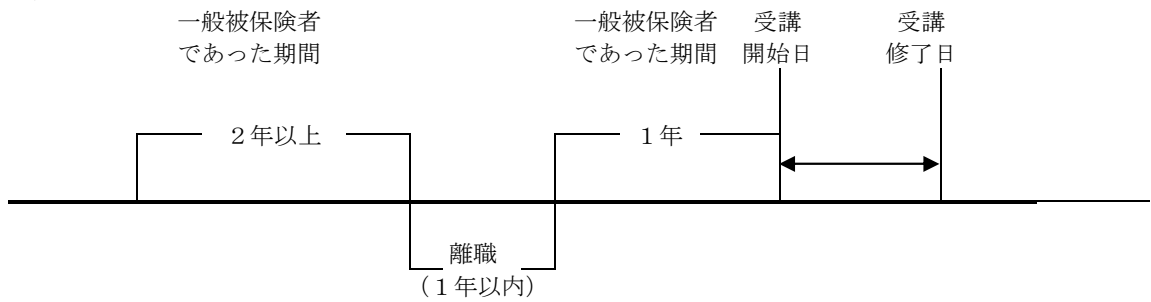 一般被保険者
であった期間
一般被保険者
であった期間
受講
開始日
受講
修了日
２年以上
１年
離職
（１年以内）